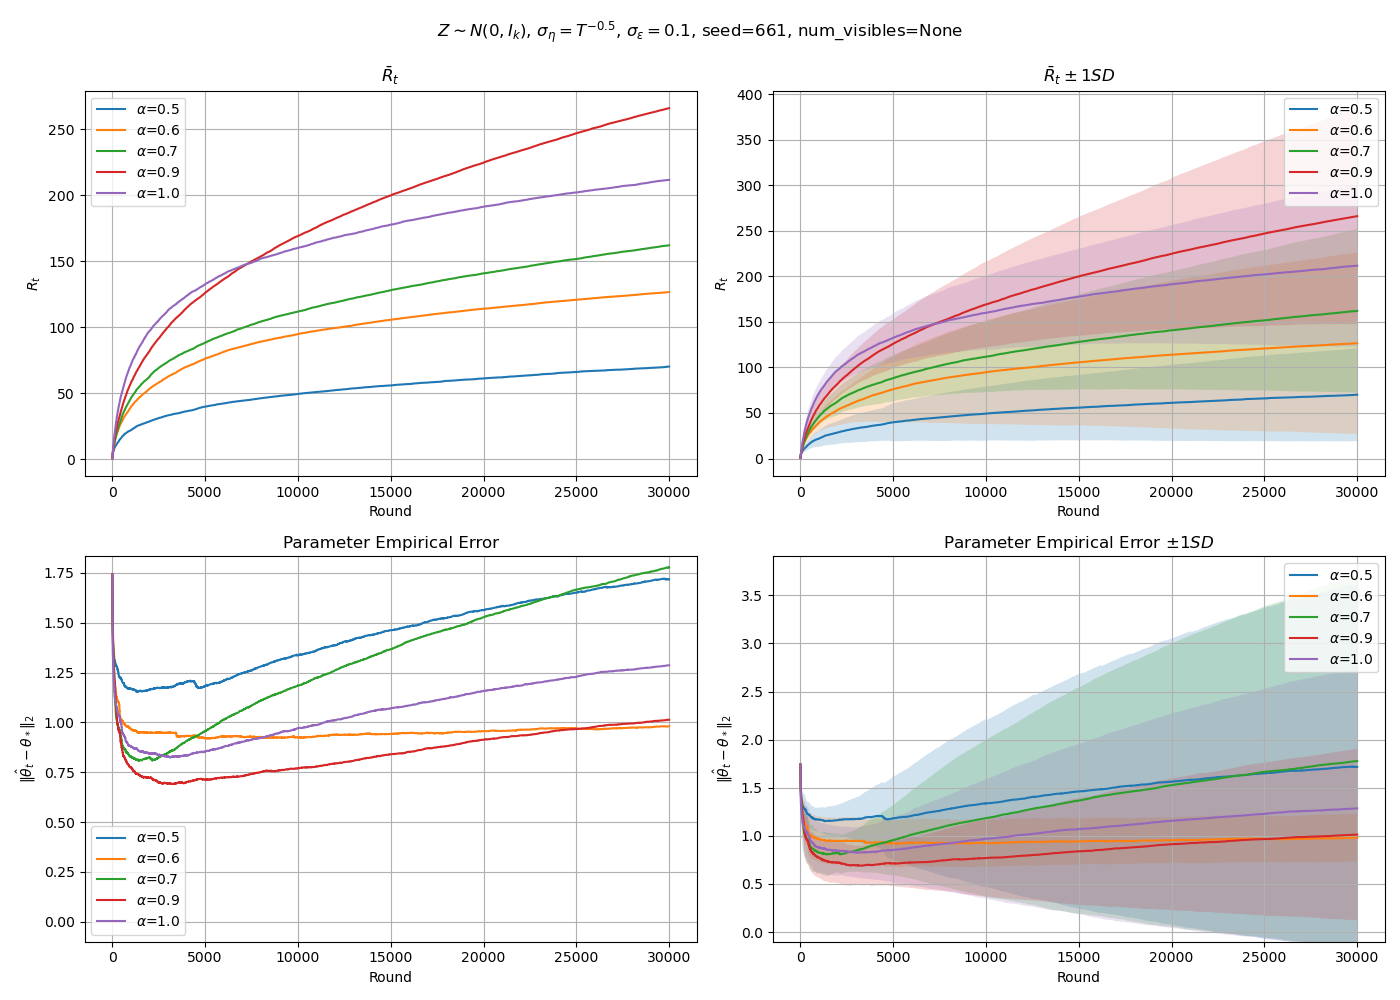 Z ∼ N(0, I_k), σ_η = T^{−0.5}, σ_ε = 0.1, seed=661, num_visibles=None
R̄_t
250
200
150
100
50
0
R_t
0 5000 10000 15000 20000 25000 30000
Round
α=0.5
α=0.6
α=0.7
α=0.9
α=1.0
R̄_t ± 1SD
400
350
300
250
200
150
100
50
0
R_t
0 5000 10000 15000 20000 25000 30000
Round
α=0.5
α=0.6
α=0.7
α=0.9
α=1.0
Parameter Empirical Error
1.75
1.50
1.25
1.00
0.75
0.50
0.25
0.00
‖θ̂_t − θ_*‖_2
0 5000 10000 15000 20000 25000 30000
Round
α=0.5
α=0.6
α=0.7
α=0.9
α=1.0
Parameter Empirical Error ±1SD
3.5
3.0
2.5
2.0
1.5
1.0
0.5
0.0
‖θ̂_t − θ_*‖_2
0 5000 10000 15000 20000 25000 30000
Round
α=0.5
α=0.6
α=0.7
α=0.9
α=1.0